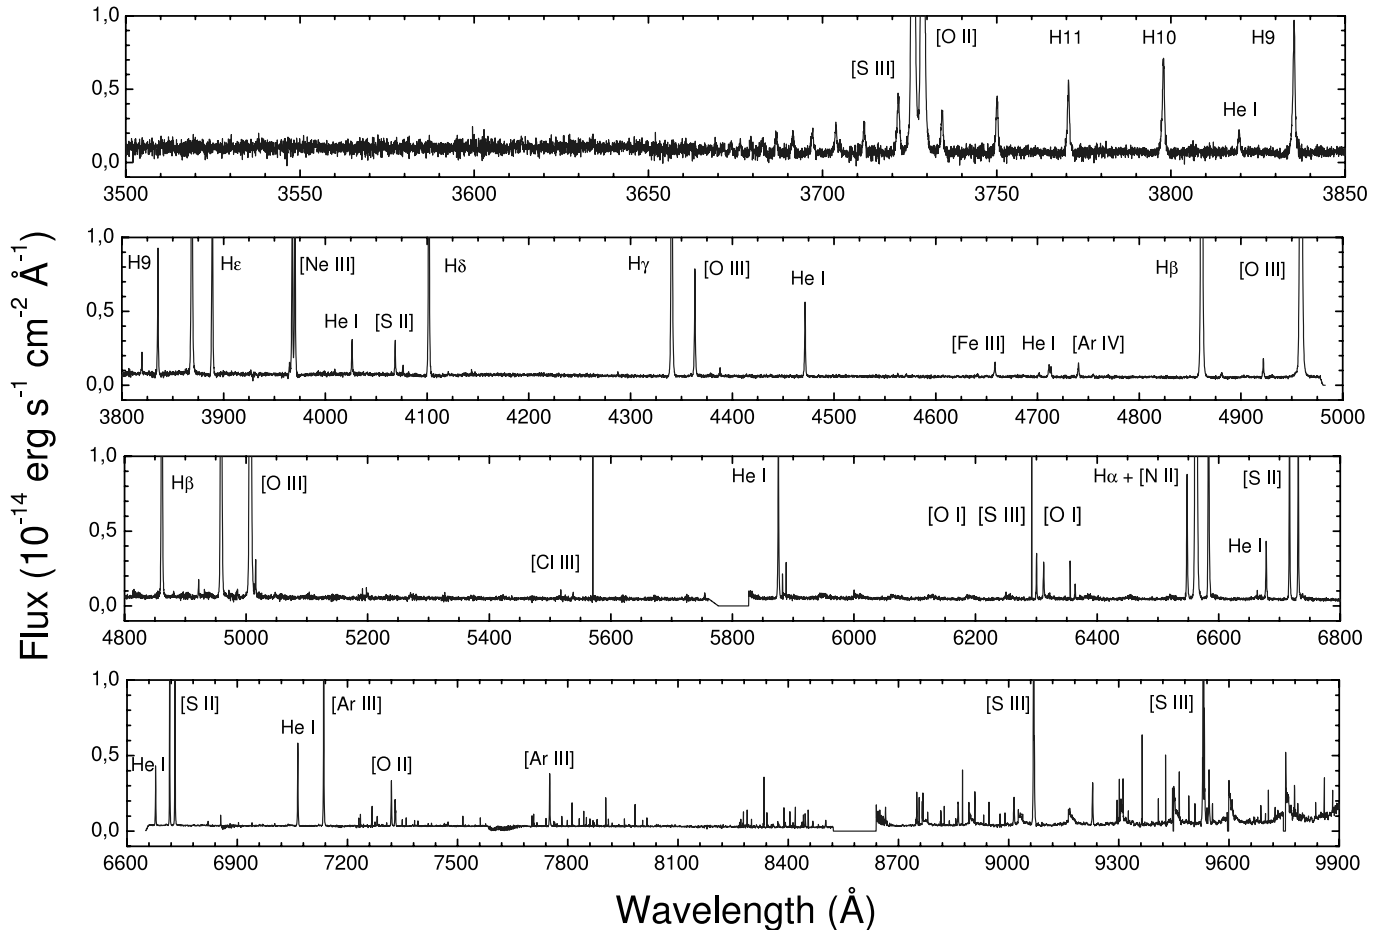 Flux (10⁻¹⁴ erg s⁻¹ cm⁻² Å⁻¹)
1,0
0,5
0,0
[S III] [O II] H11 H10 He I H9
3500 3550 3600 3650 3700 3750 3800 3850
1,0
0,5
0,0
H9 Hε [Ne III] He I [S II] Hδ Hγ [O III] He I [Fe III] He I [Ar IV] Hβ [O III]
3800 3900 4000 4100 4200 4300 4400 4500 4600 4700 4800 4900 5000
1,0
0,5
0,0
Hβ [O III] [Cl III] He I [O I] [S III] [O I] Hα + [N II] He I [S II]
4800 5000 5200 5400 5600 5800 6000 6200 6400 6600 6800
1,0
0,5
0,0
He I [S II] He I [Ar III] [O II] [Ar III] [S III] [S III]
6600 6900 7200 7500 7800 8100 8400 8700 9000 9300 9600 9900
Wavelength (Å)